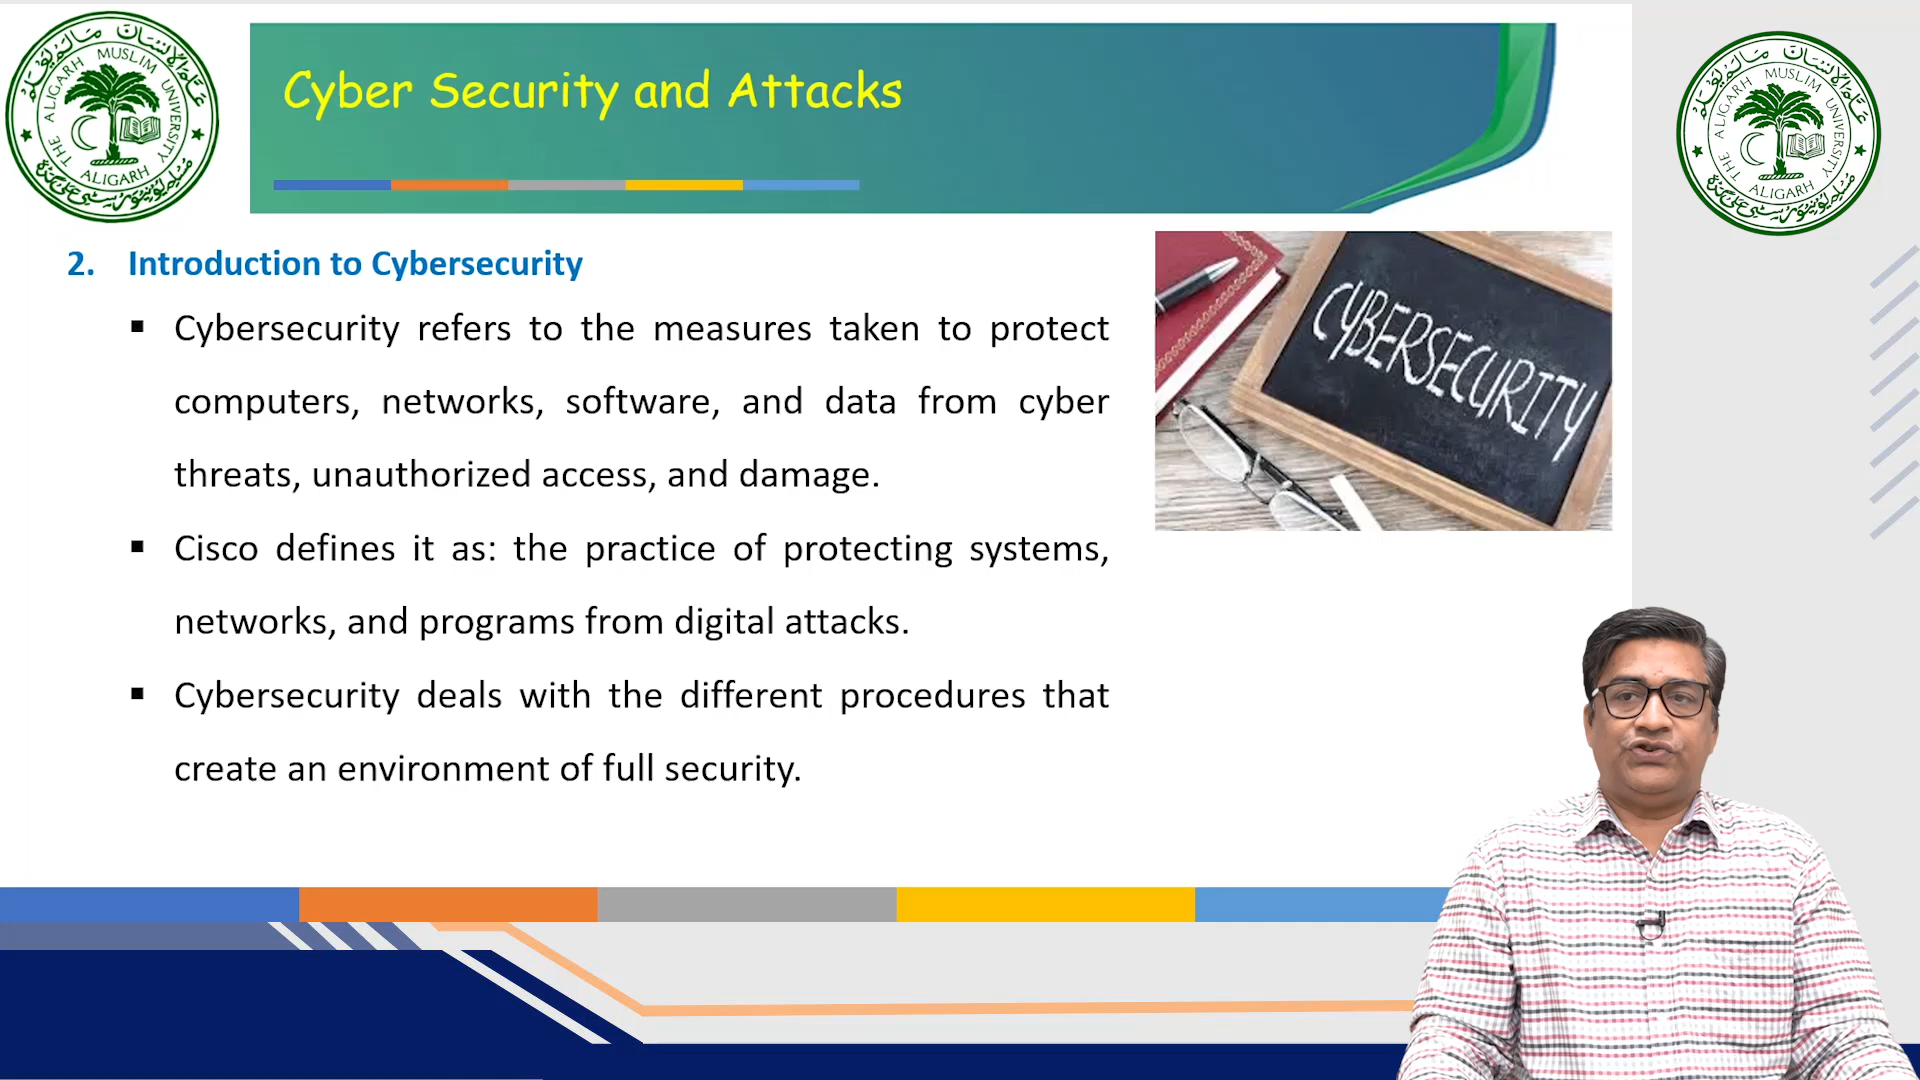 THE ALIGARH MUSLIM UNIVERSITY
ALIGARH
Cyber Security and Attacks
THE ALIGARH MUSLIM UNIVERSITY
ALIGARH
2. Introduction to Cybersecurity
▪ Cybersecurity refers to the measures taken to protect
computers, networks, software, and data from cyber
threats, unauthorized access, and damage.
▪ Cisco defines it as: the practice of protecting systems,
networks, and programs from digital attacks.
▪ Cybersecurity deals with the different procedures that
create an environment of full security.
CYBERSECURITY